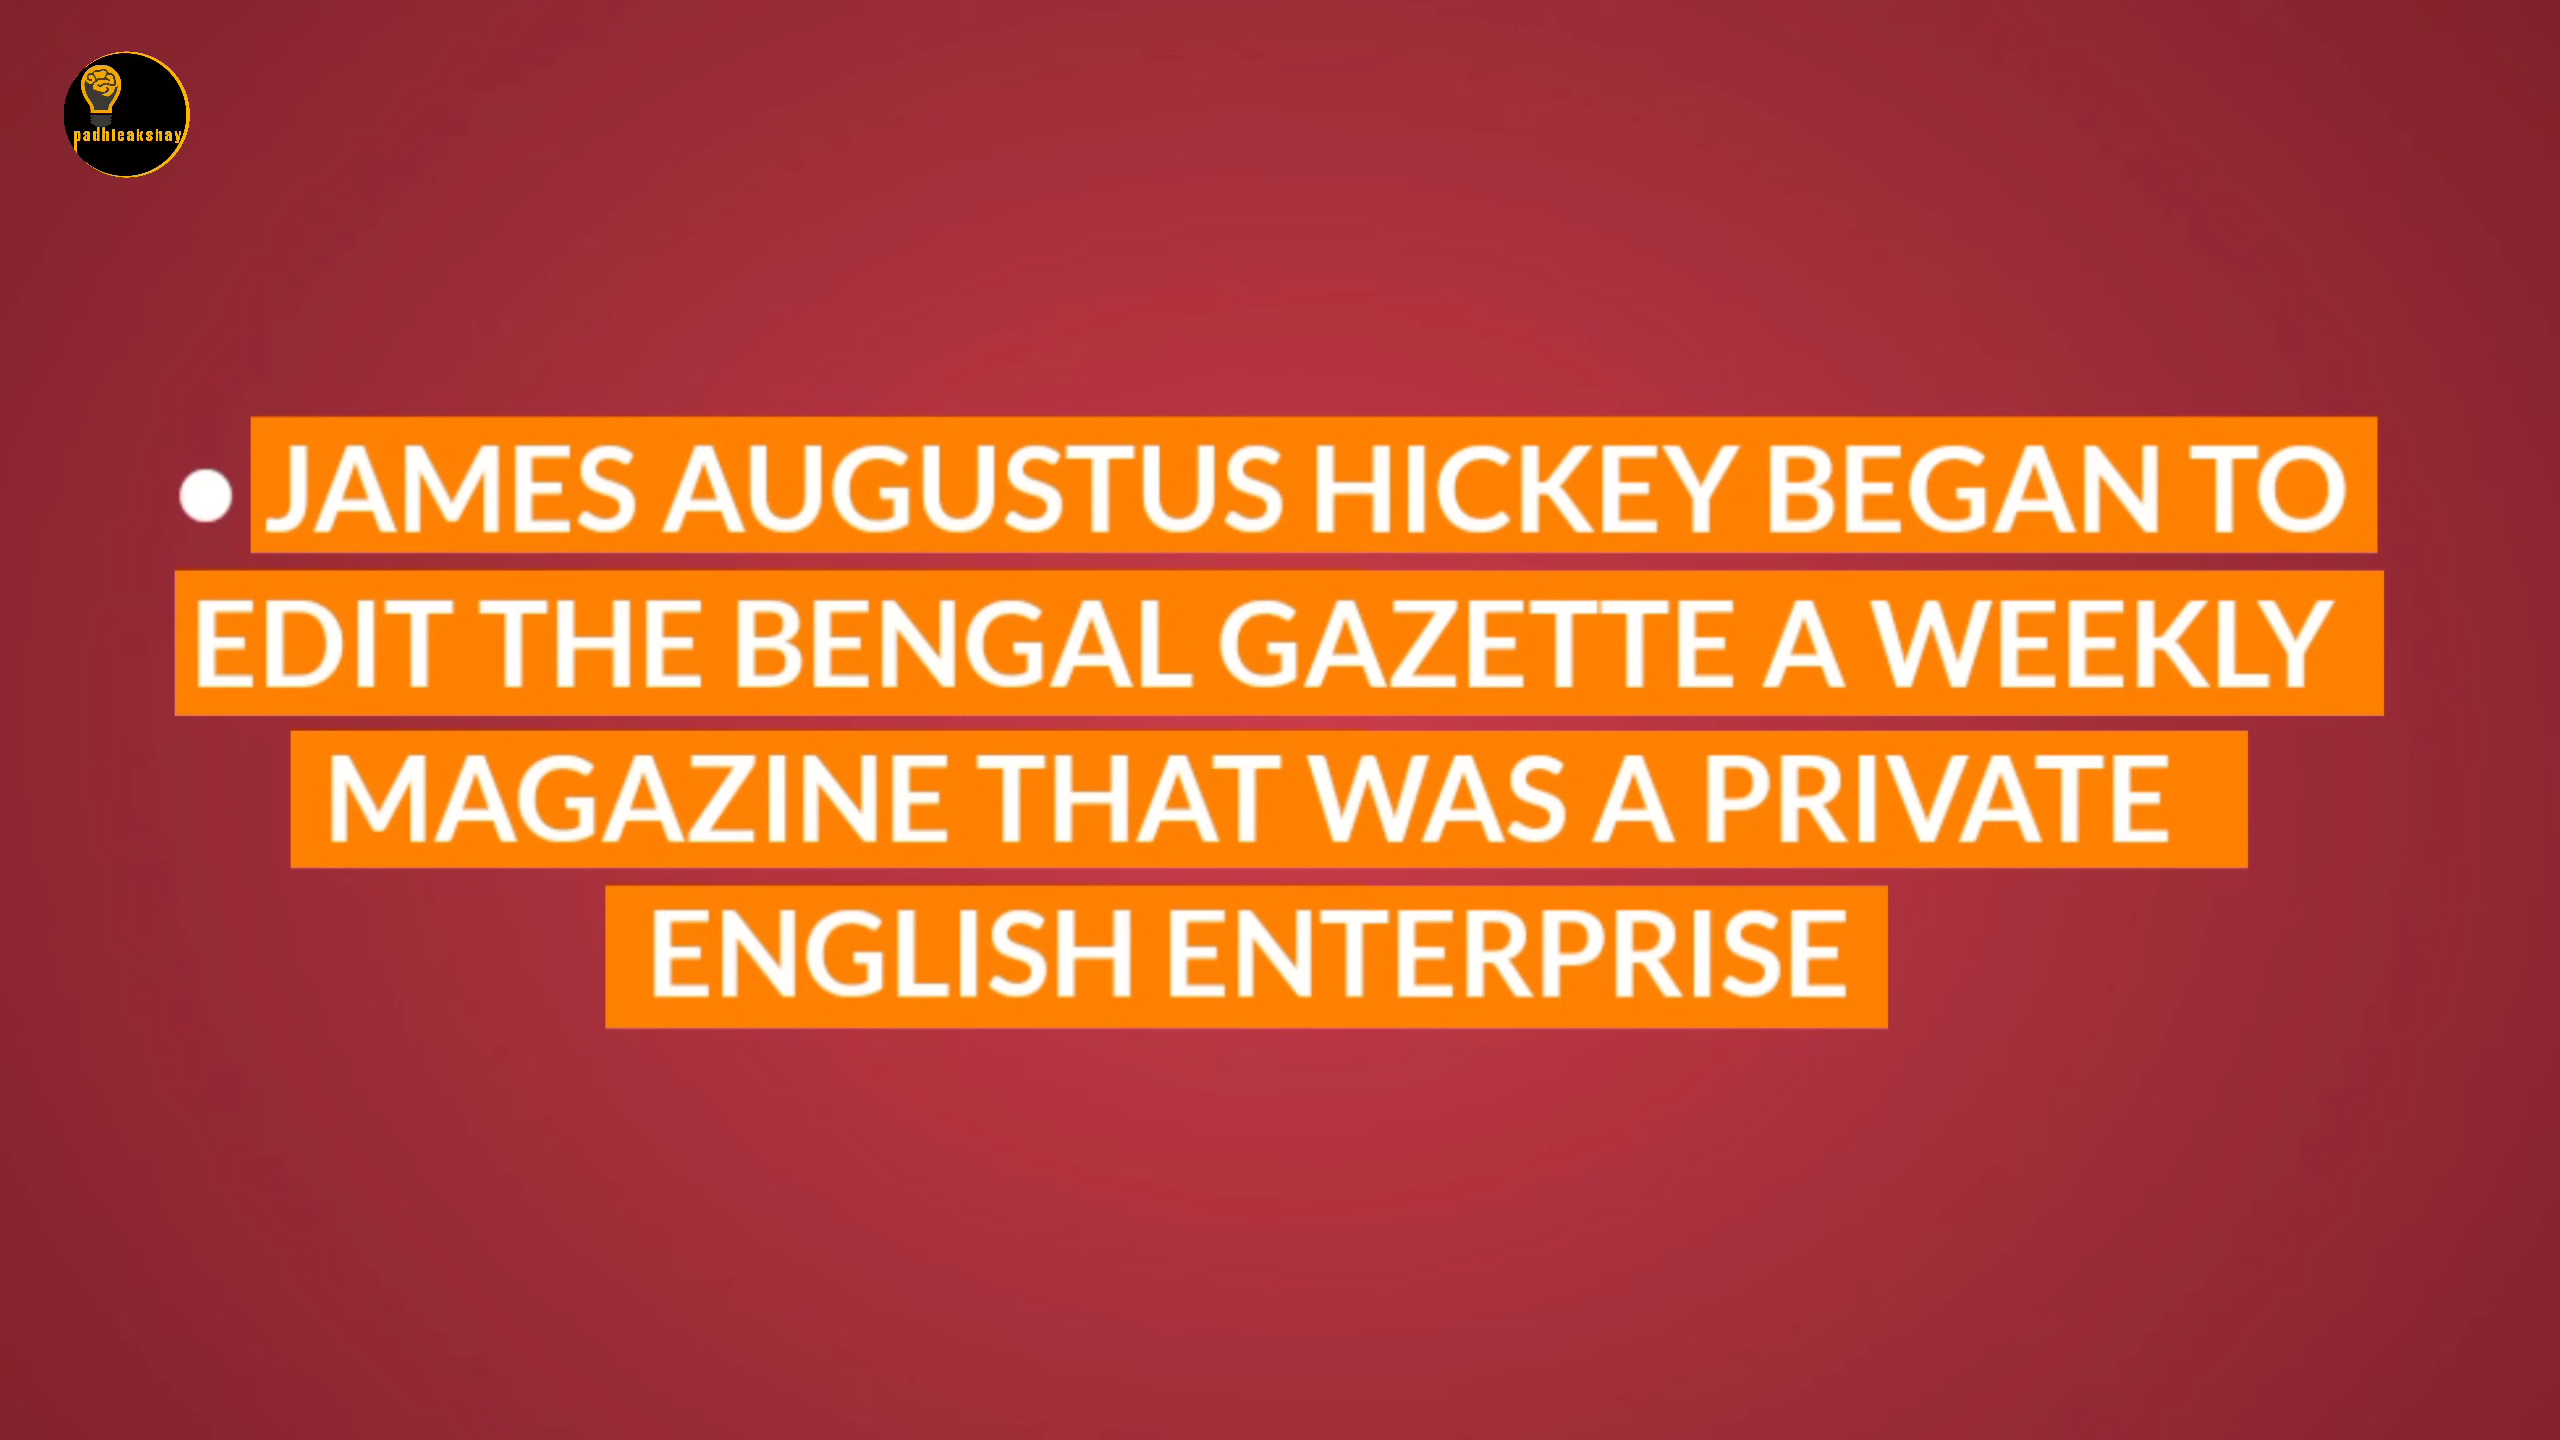 padhleakshay
• JAMES AUGUSTUS HICKEY BEGAN TO
EDIT THE BENGAL GAZETTE A WEEKLY
MAGAZINE THAT WAS A PRIVATE
ENGLISH ENTERPRISE